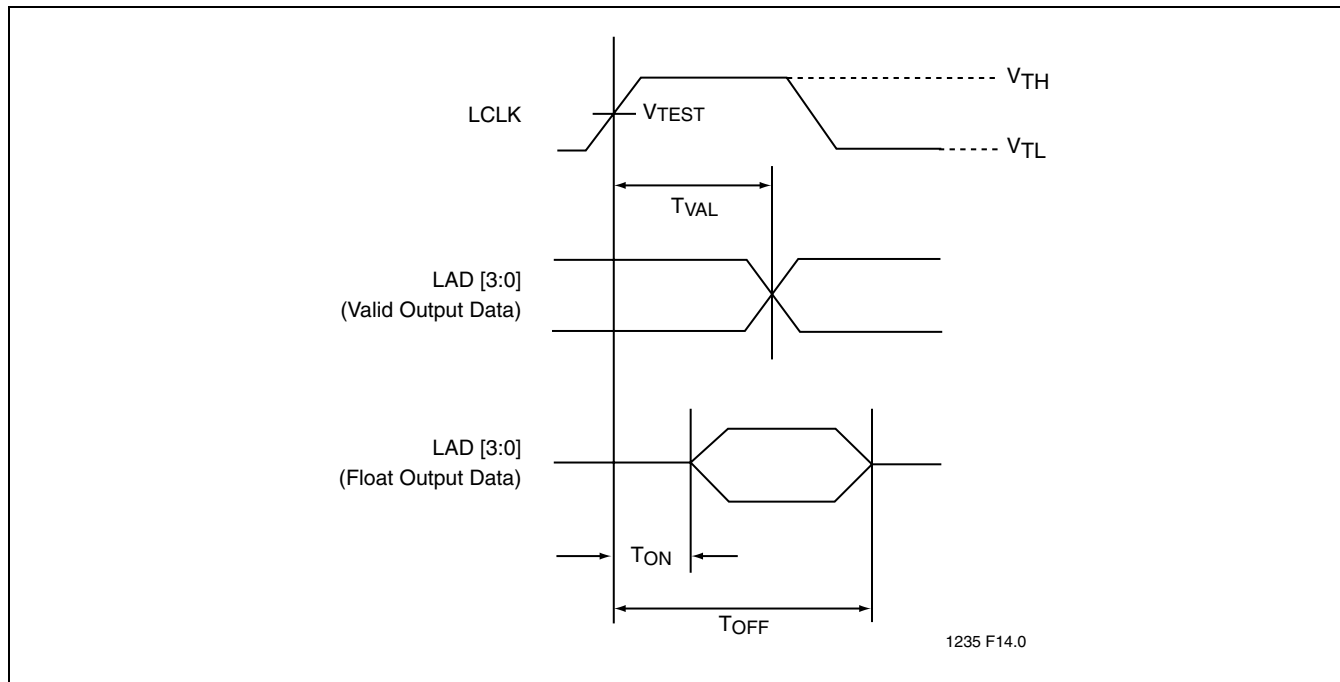 VTH
LCLK
VTEST
VTL
TVAL
LAD [3:0]
(Valid Output Data)
LAD [3:0]
(Float Output Data)
TON
TOFF
1235 F14.0